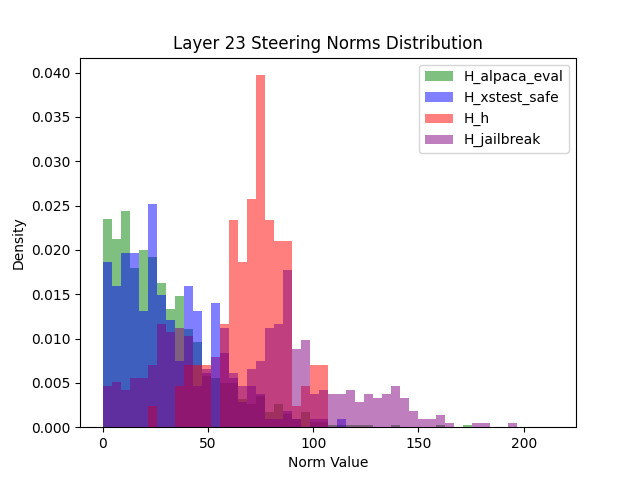 Layer 23 Steering Norms Distribution
H_alpaca_eval
H_xstest_safe
H_h
H_jailbreak
0.040
0.035
0.030
0.025
0.020
0.015
0.010
0.005
0.000
Density
0 50 100 150 200
Norm Value